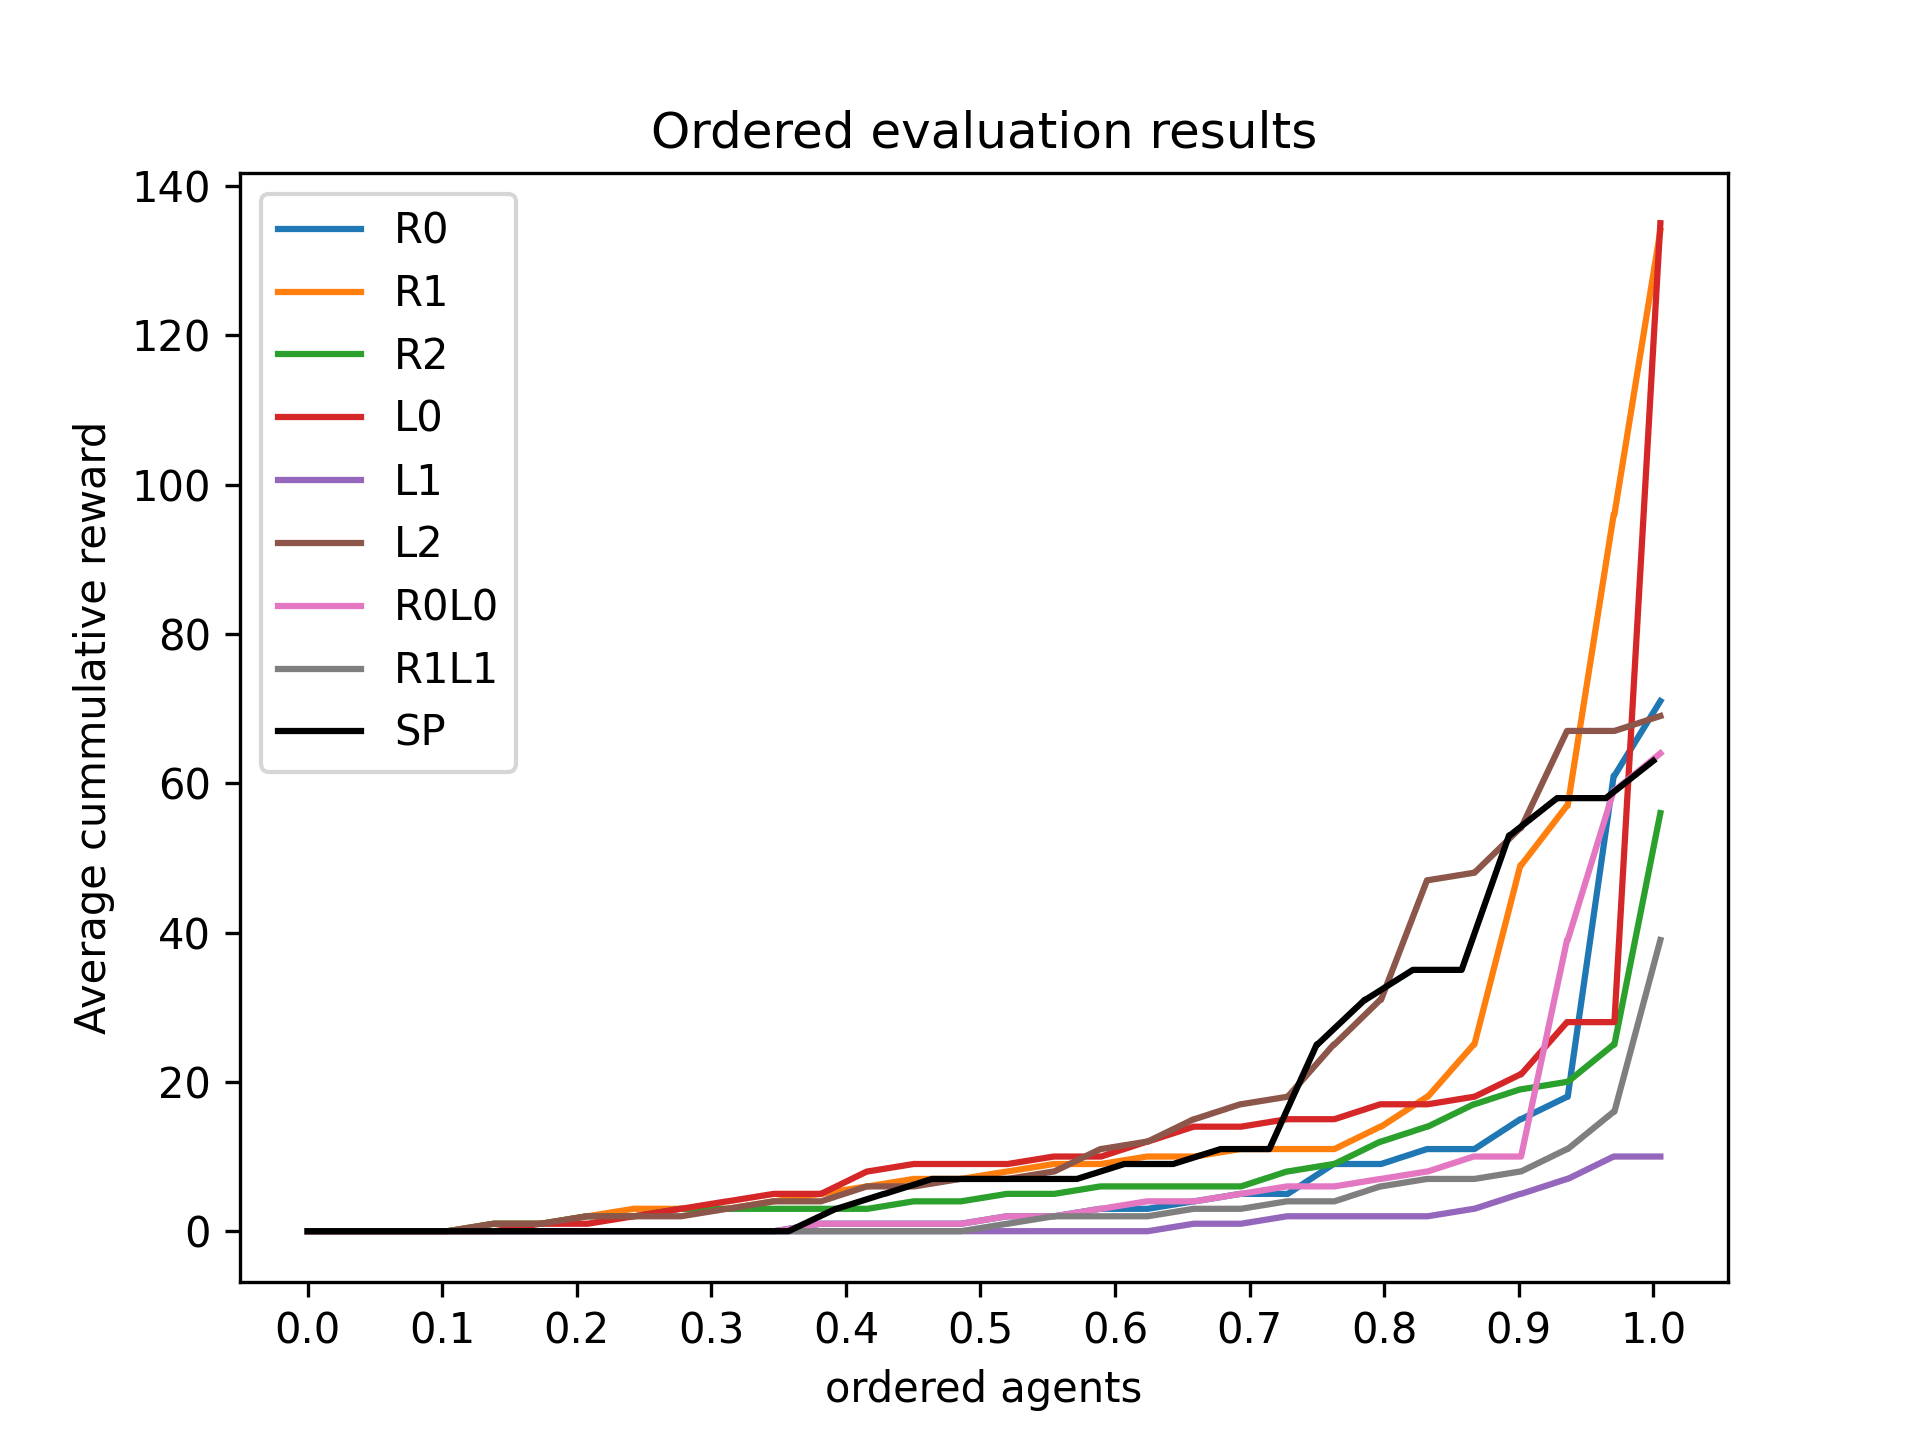 Ordered evaluation results
140
120
100
80
60
40
20
0
Average cummulative reward
R0
R1
R2
L0
L1
L2
R0L0
R1L1
SP
0.0 0.1 0.2 0.3 0.4 0.5 0.6 0.7 0.8 0.9 1.0
ordered agents